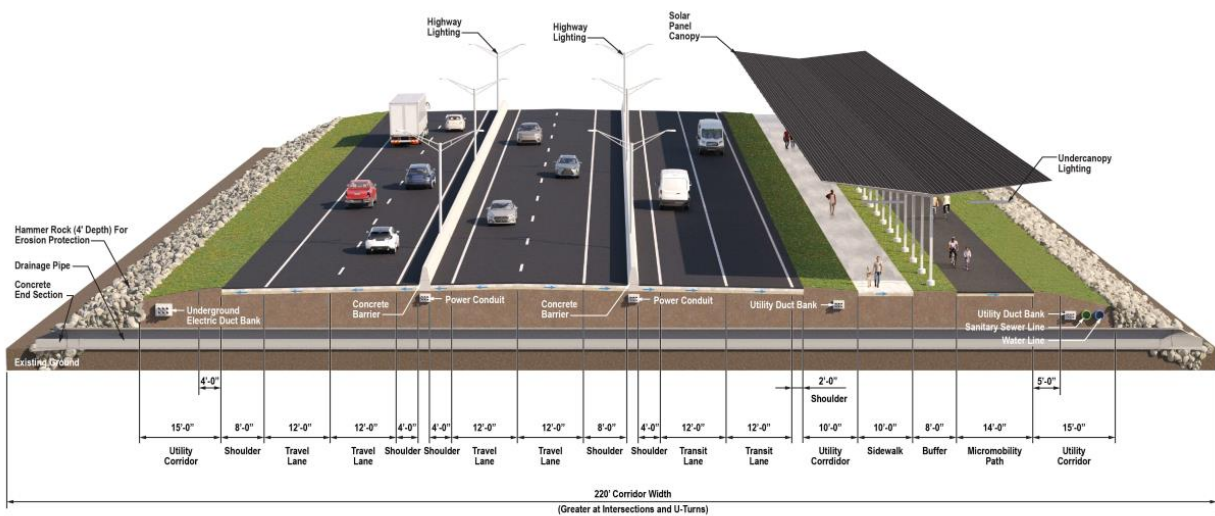 Highway
Lighting
Highway
Lighting
Solar
Panel
Canopy
Undercanopy
Lighting
Hammer Rock (4' Depth) For
Erosion Protection
Drainage Pipe
Concrete
End Section
Underground
Electric Duct Bank
Concrete
Barrier
Power Conduit
Concrete
Barrier
Power Conduit
Utility Duct Bank
Utility Duct Bank
Sanitary Sewer Line
Water Line
Existing Ground
4'-0"
2'-0"
Shoulder
5'-0"
15'-0" 8'-0" 12'-0" 12'-0" 4'-0" 4'-0" 12'-0" 12'-0" 8'-0" 4'-0" 12'-0" 12'-0" 10'-0" 10'-0" 8'-0" 14'-0" 15'-0"
Utility
Corridor
Shoulder
Travel
Lane
Travel
Lane
Shoulder
Shoulder
Travel
Lane
Travel
Lane
Shoulder
Shoulder
Transit
Lane
Transit
Lane
Utility
Corrdidor
Sidewalk
Buffer
Micromobility
Path
Utility
Corridor
220' Corridor Width
(Greater at Intersections and U-Turns)